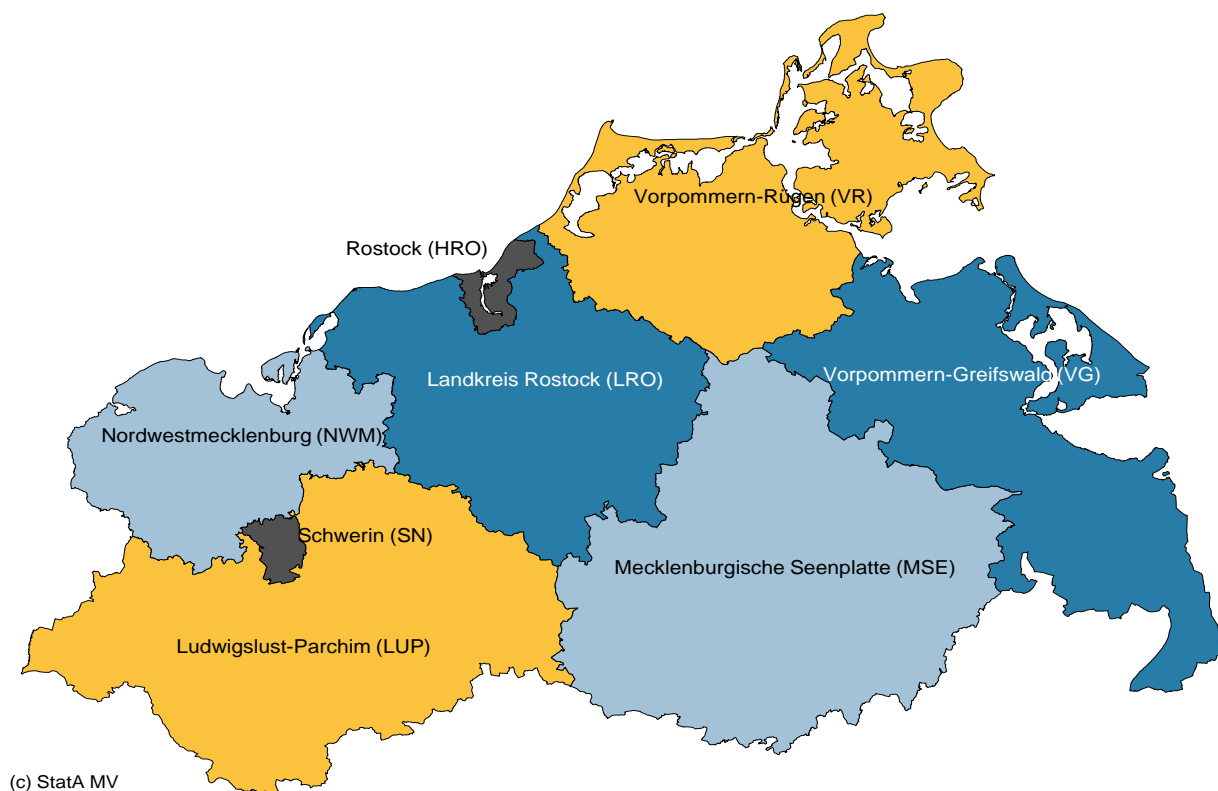 Vorpommern-Rügen (VR)
Rostock (HRO)
Landkreis Rostock (LRO)
Vorpommern-Greifswald (VG)
Nordwestmecklenburg (NWM)
Schwerin (SN)
Mecklenburgische Seenplatte (MSE)
Ludwigslust-Parchim (LUP)
(c) StatA MV